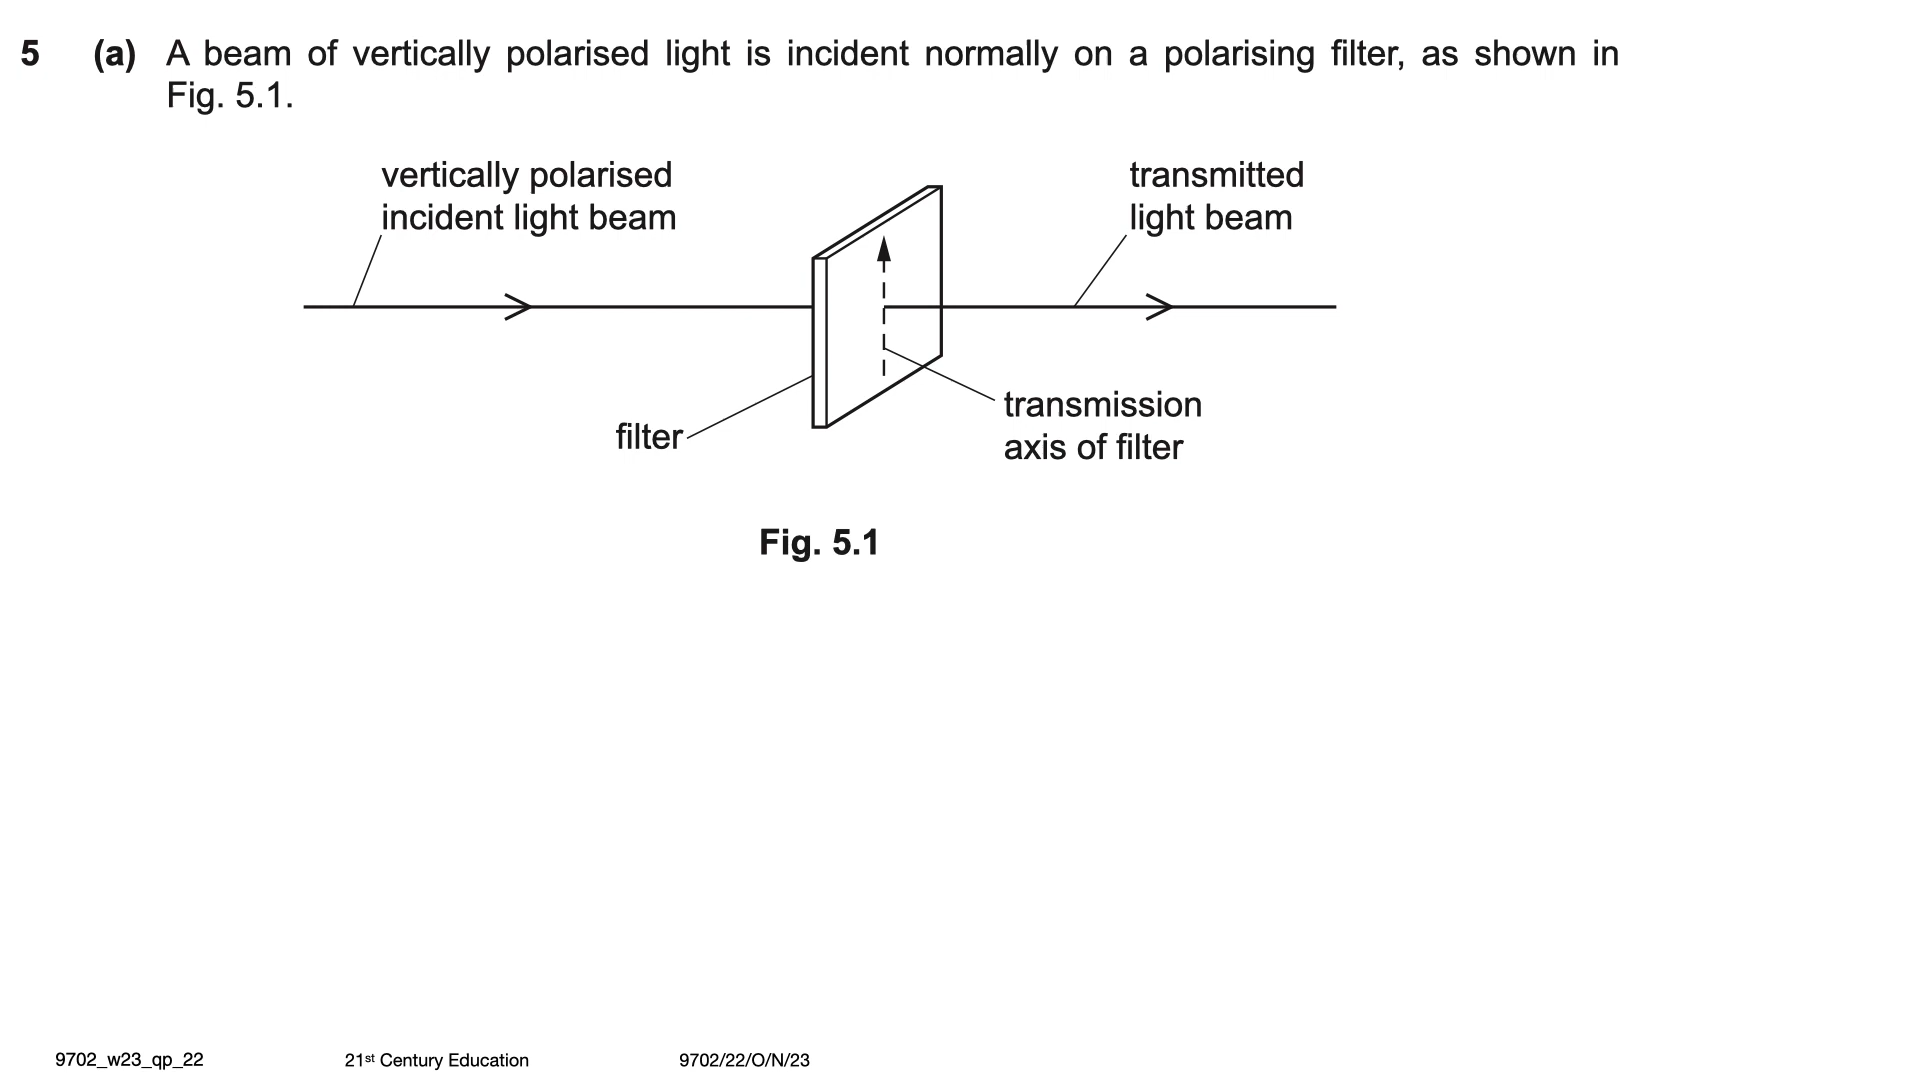 5 (a) A beam of vertically polarised light is incident normally on a polarising filter, as shown in
Fig. 5.1.
vertically polarised
incident light beam
transmitted
light beam
filter
transmission
axis of filter
Fig. 5.1
9702_w23_qp_22 21st Century Education 9702/22/O/N/23